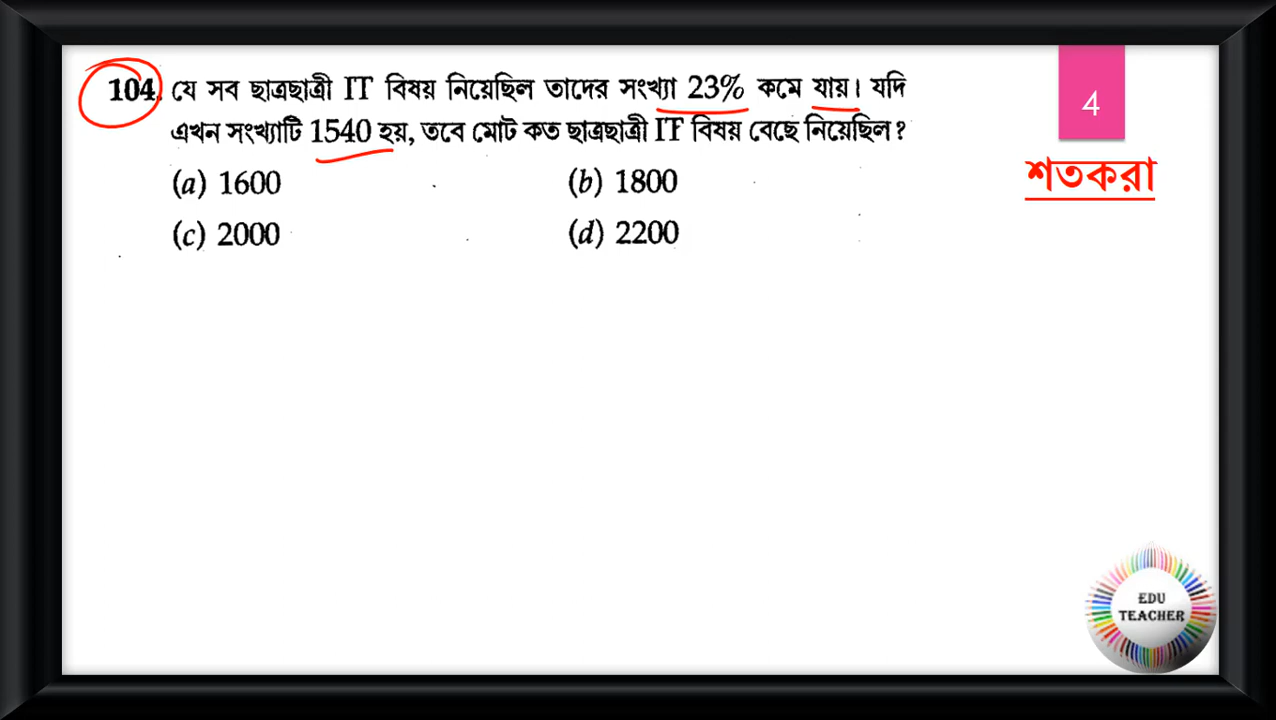 104. যে সব ছাত্রছাত্রী IT বিষয় নিয়েছিল তাদের সংখ্যা 23% কমে যায়। যদি
এখন সংখ্যাটি 1540 হয়, তবে মোট কত ছাত্রছাত্রী IT বিষয় বেছে নিয়েছিল?
(a) 1600 (b) 1800
(c) 2000 (d) 2200
4
শতকরা
EDU
TEACHER